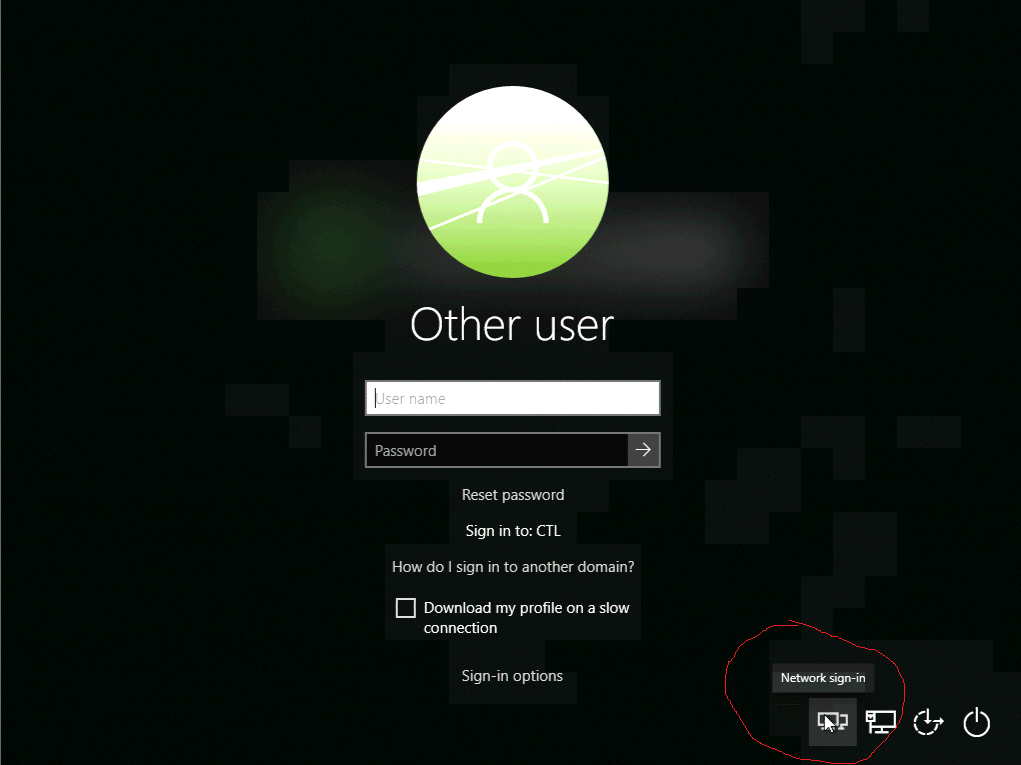 Other user
User name
Password
Reset password
Sign in to: CTL
How do I sign in to another domain?
Download my profile on a slow
connection
Sign-in options
Network sign-in